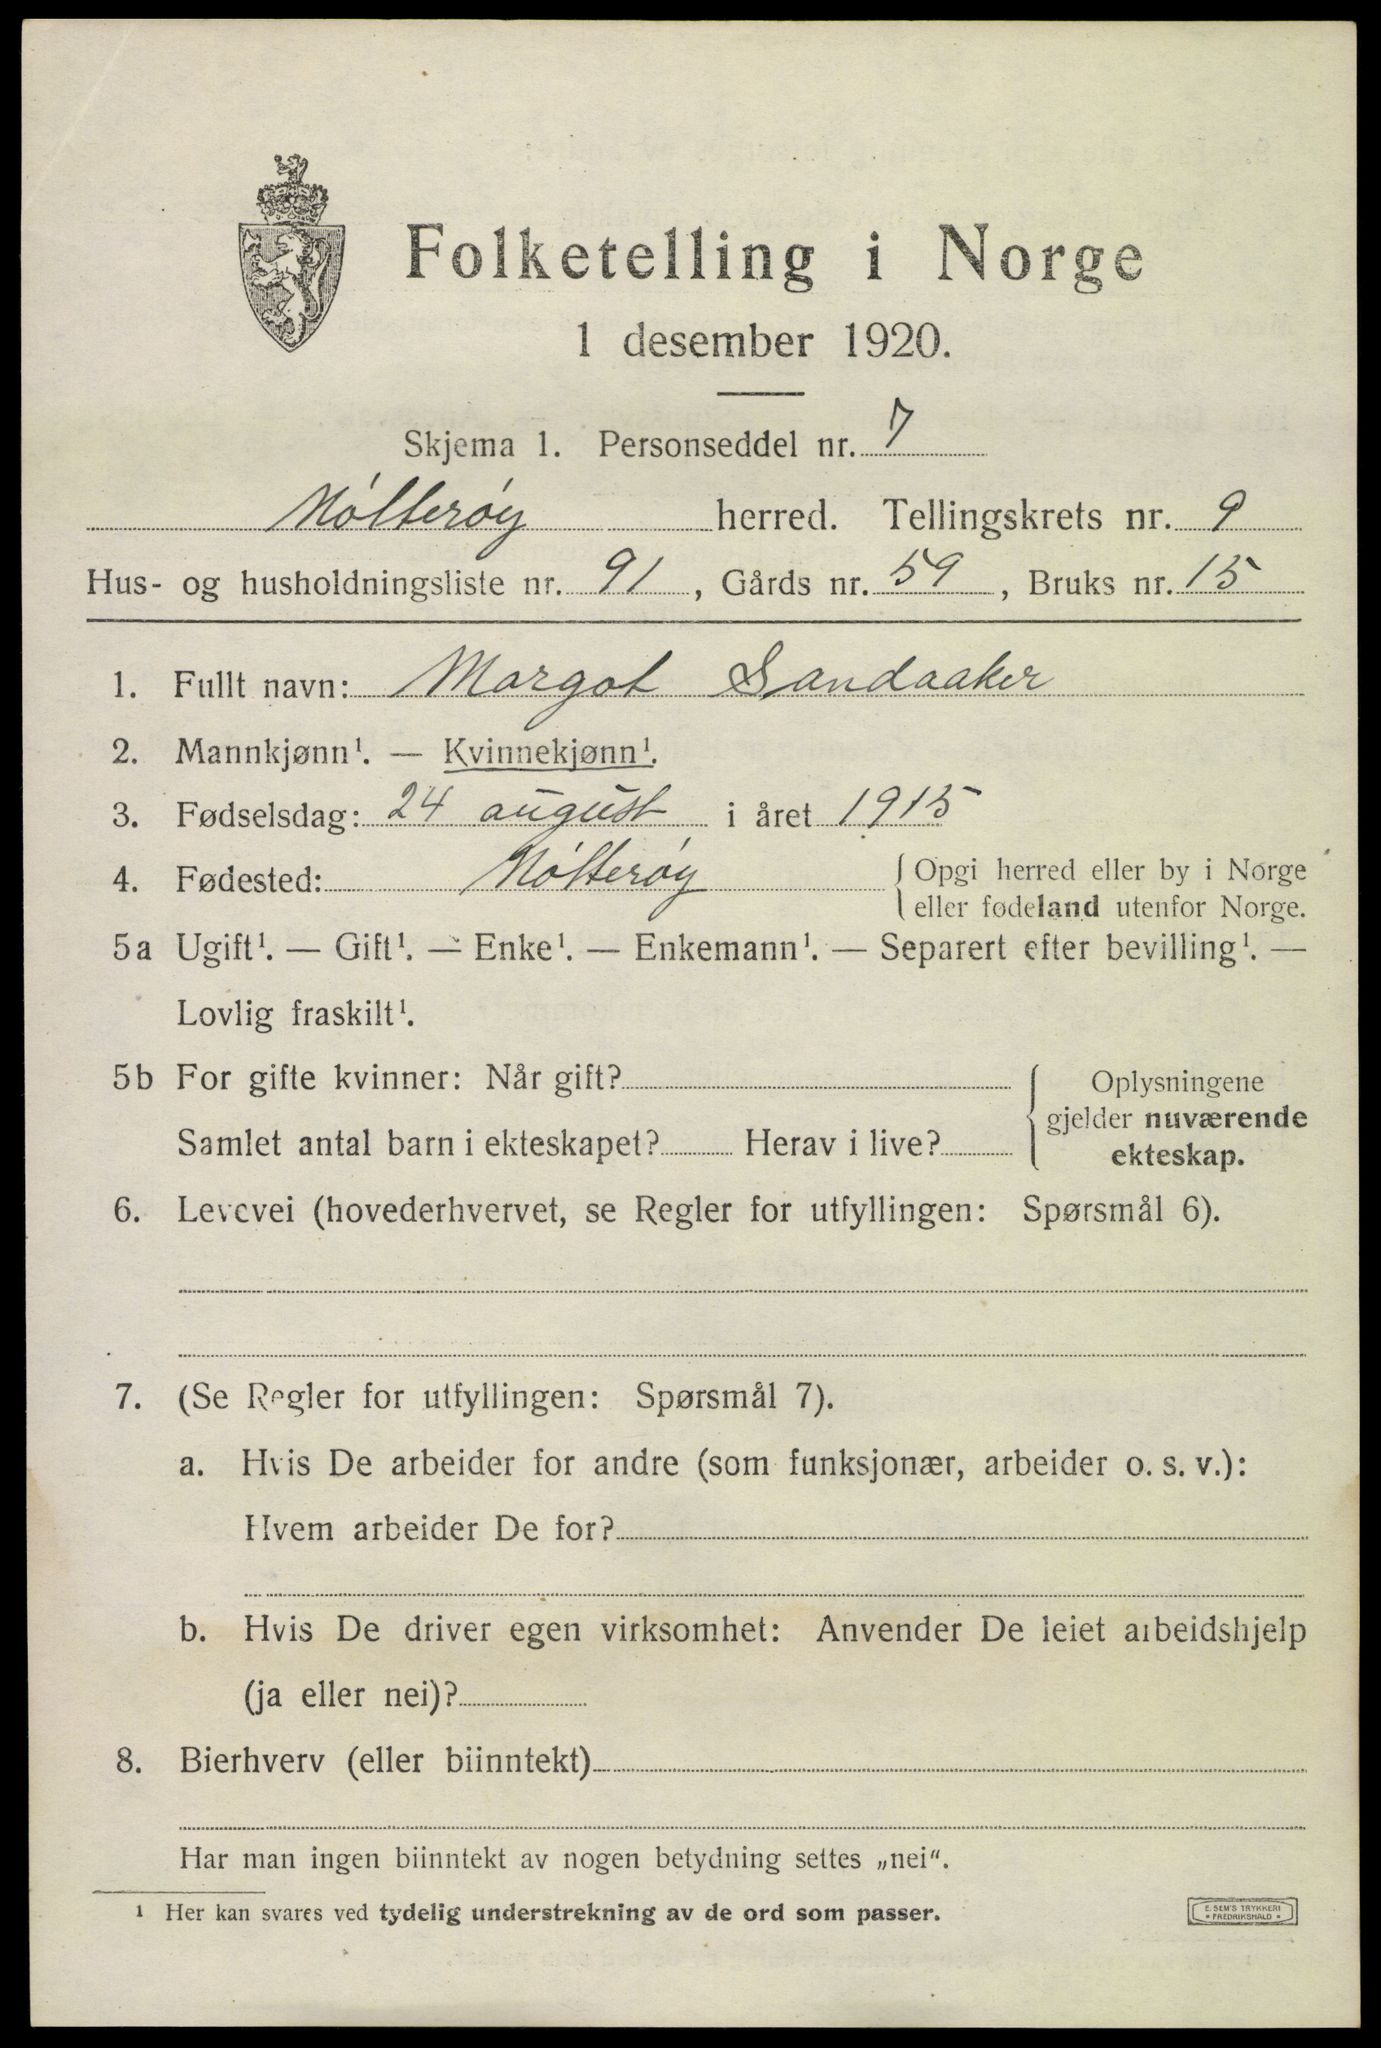 Folketelling i Norge
1 desember 1920.
Skjema 1. Personseddel nr. 7
Nøtterøy herred. Tellingskrets nr. 9
Hus- og husholdningsliste nr. 91, Gårds nr. 59, Bruks nr. 15
1. Fullt navn: Margot Sandaaker
2. Mannkjønn¹. — Kvinnekjønn¹.
3. Fødselsdag: 24 august i året 1915
4. Fødested: Nøtterøy { Opgi herred eller by i Norge
eller fødeland utenfor Norge.
5a Ugift¹. — Gift¹. — Enke¹. — Enkemann¹. — Separert efter bevilling¹. —
Lovlig fraskilt¹.
5b For gifte kvinner: Når gift? { Oplysningene
gjelder nuværende
Samlet antal barn i ekteskapet? Herav i live? ekteskap.
6. Levevei (hovederhvervet, se Regler for utfyllingen: Spørsmål 6).
7. (Se Regler for utfyllingen: Spørsmål 7).
a. Hvis De arbeider for andre (som funksjonær, arbeider o. s. v.):
Hvem arbeider De for?
b. Hvis De driver egen virksomhet: Anvender De leiet arbeidshjelp
(ja eller nei)?
8. Bierhverv (eller biinntekt)
Har man ingen biinntekt av nogen betydning settes „nei“.
¹ Her kan svares ved tydelig understrekning av de ord som passer.
E. SEM'S TRYKKERI
• FREDRIKSHALD •